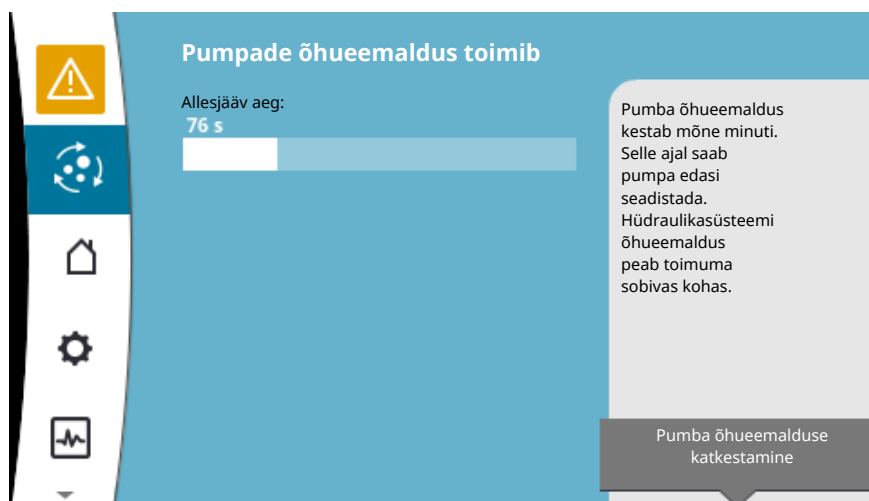 Pumpade õhueemaldus toimib
Allesjääv aeg:
76 s
Pumba õhueemaldus
kestab mõne minuti.
Selle ajal saab
pumpa edasi
seadistada.
Hüdraulikasüsteemi
õhueemaldus
peab toimuma
sobivas kohas.
Pumba õhueemalduse
katkestamine